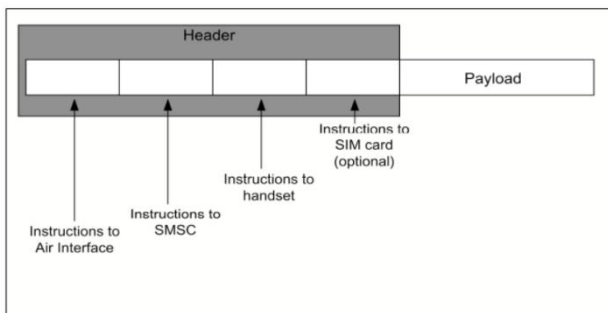 Header
Payload
Instructions to
SIM card
(optional)
Instructions to
handset
Instructions to
SMSC
Instructions to
Air Interface